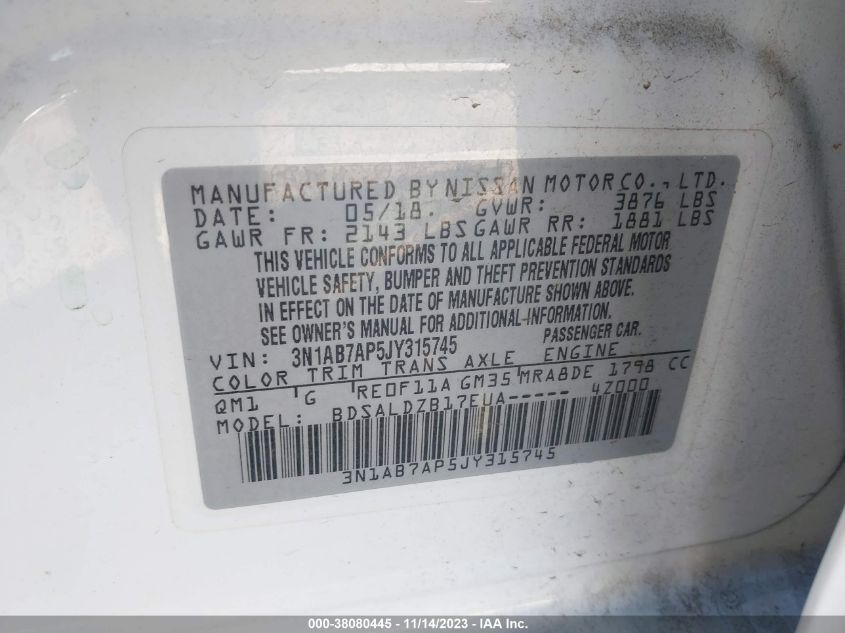 MANUFACTURED BY NISSAN MOTOR CO., LTD.
DATE: 05/18. GVWR: 3876 LBS
GAWR FR: 2143 LBS GAWR RR: 1881 LBS
THIS VEHICLE CONFORMS TO ALL APPLICABLE FEDERAL MOTOR
VEHICLE SAFETY, BUMPER AND THEFT PREVENTION STANDARDS
IN EFFECT ON THE DATE OF MANUFACTURE SHOWN ABOVE.
SEE OWNER'S MANUAL FOR ADDITIONAL INFORMATION.
VIN: 3N1AB7AP5JY315745 PASSENGER CAR.
COLOR TRIM TRANS AXLE ENGINE
QM1 G RE0F11A GM35 MRA8DE 1798 CC
MODEL: BDSALDZB17EUA----- 4Z000
3N1AB7AP5JY315745
000-38080445 - 11/14/2023 - IAA Inc.